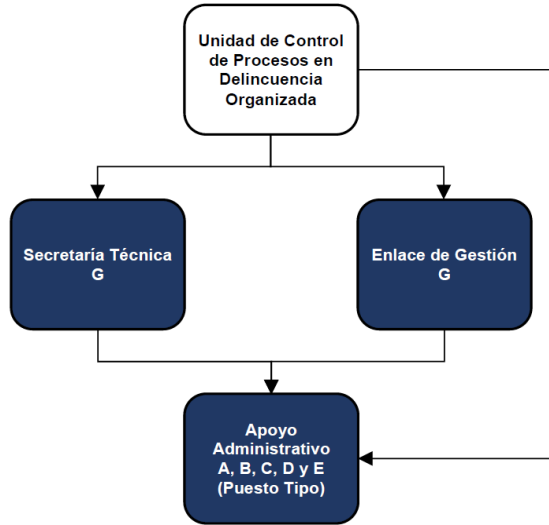 Unidad de Control
de Procesos en
Delincuencia
Organizada
Secretaría Técnica
G
Enlace de Gestión
G
Apoyo
Administrativo
A, B, C, D y E
(Puesto Tipo)